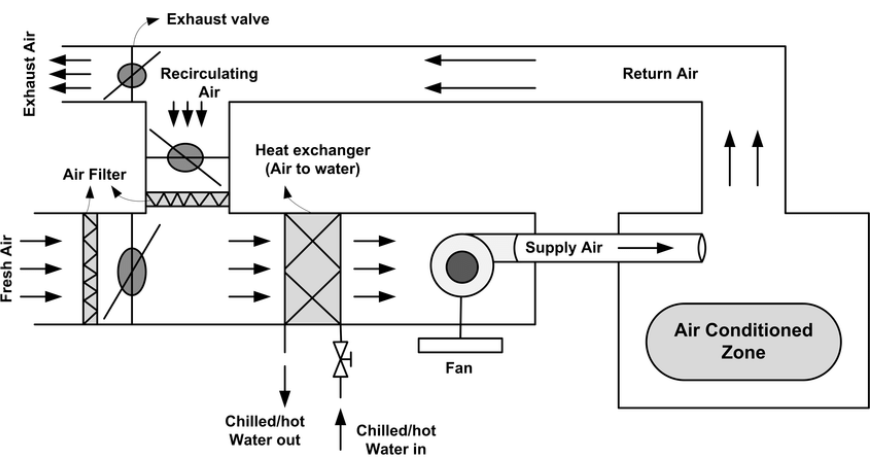 Exhaust valve
Exhaust Air
Recirculating
Air
Return Air
Air Filter
Heat exchanger
(Air to water)
Fresh Air
Supply Air
Air Conditioned
Zone
Fan
Chilled/hot
Water out
Chilled/hot
Water in